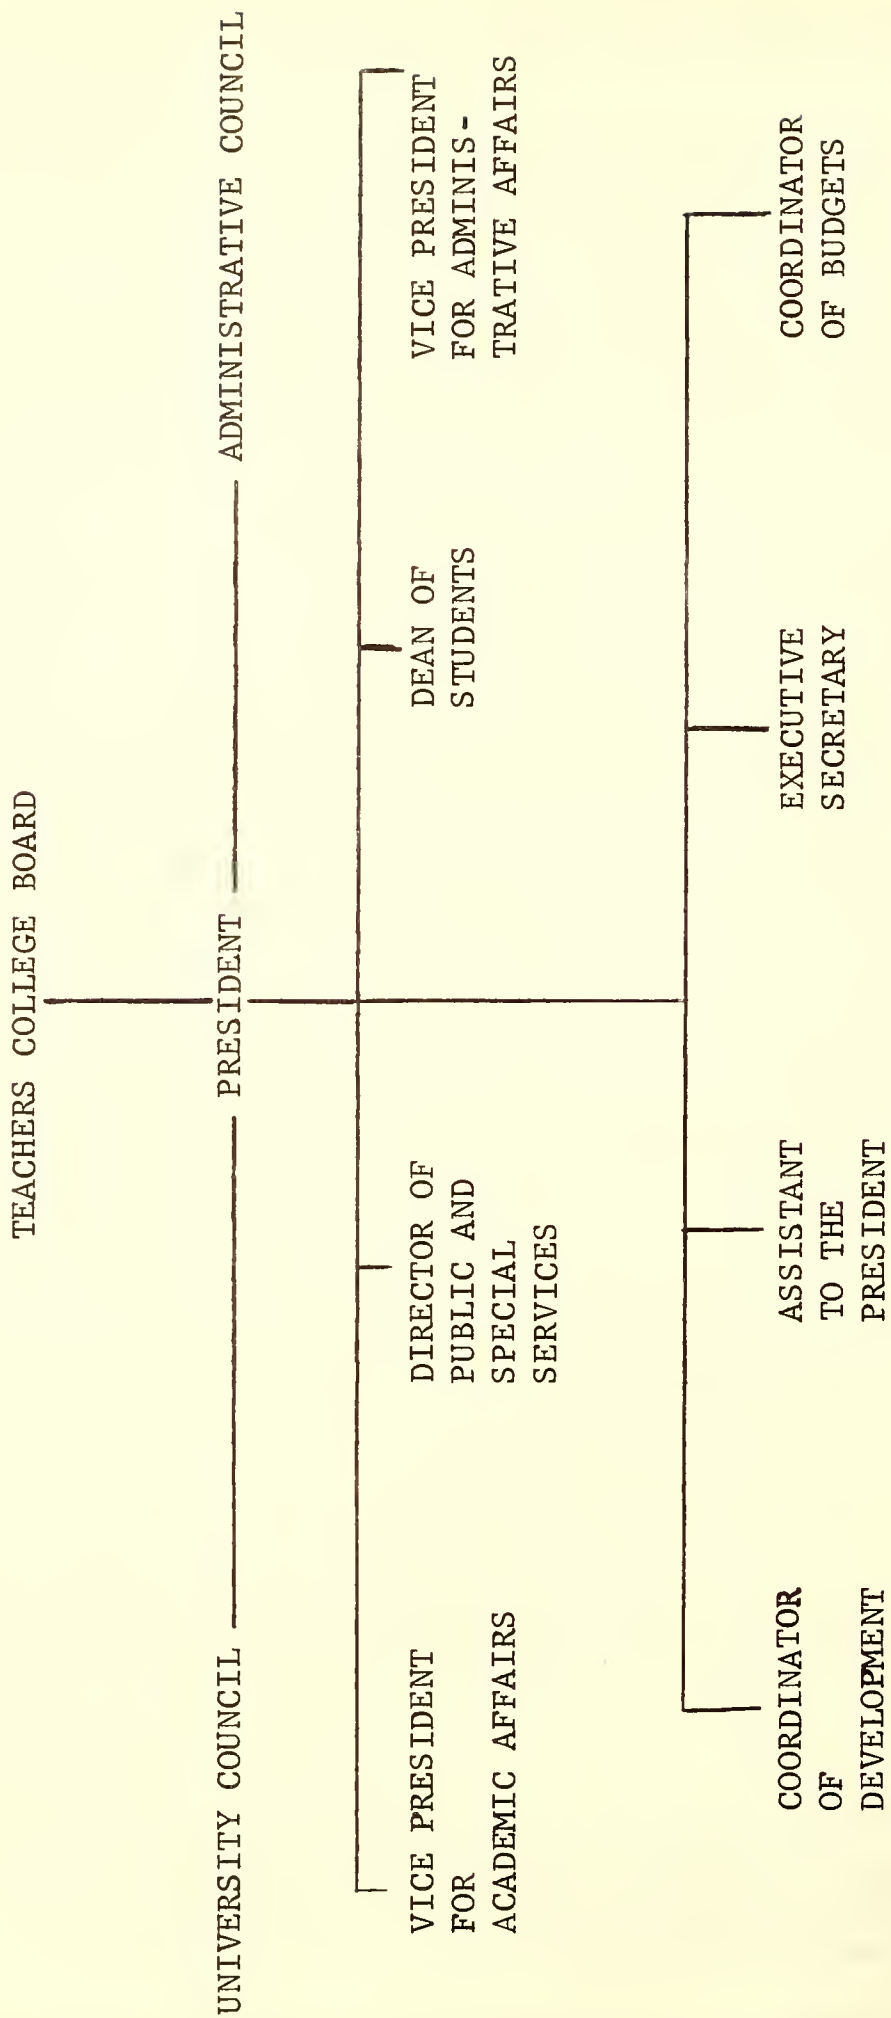 TEACHERS COLLEGE BOARD
UNIVERSITY COUNCIL
PRESIDENT
ADMINISTRATIVE COUNCIL
VICE PRESIDENT
FOR
ACADEMIC AFFAIRS
DIRECTOR OF
PUBLIC AND
SPECIAL
SERVICES
DEAN OF
STUDENTS
VICE PRESIDENT
FOR ADMINIS-
TRATIVE AFFAIRS
COORDINATOR
OF
DEVELOPMENT
ASSISTANT
TO THE
PRESIDENT
EXECUTIVE
SECRETARY
COORDINATOR
OF BUDGETS